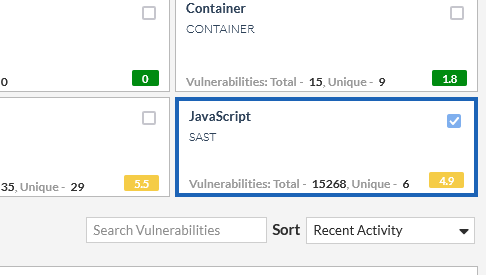 Container
CONTAINER
0
0
Vulnerabilities: Total - 15, Unique - 9
1.8
JavaScript
SAST
35, Unique - 29
5.5
Vulnerabilities: Total - 15268, Unique - 6
4.9
Search Vulnerabilities
Sort
Recent Activity